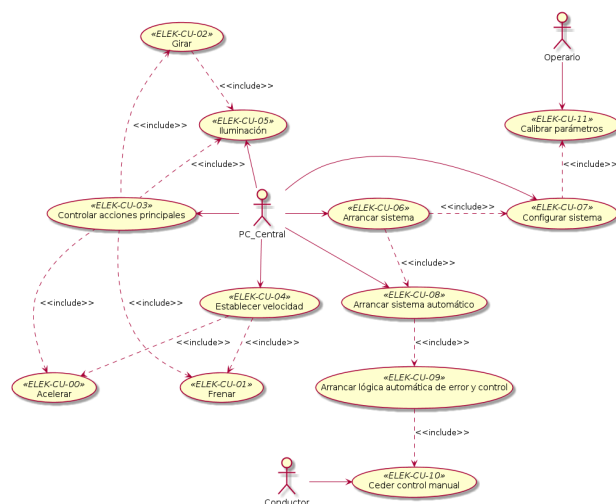 «ELEK-CU-02»
Girar
Operario
<<include>>
<<include>>
«ELEK-CU-05»
Iluminación
«ELEK-CU-11»
Calibrar parámetros
<<include>>
<<include>>
«ELEK-CU-03»
Controlar acciones principales
PC_Central
«ELEK-CU-06»
Arrancar sistema
<<include>>
«ELEK-CU-07»
Configurar sistema
<<include>>
«ELEK-CU-04»
Establecer velocidad
«ELEK-CU-08»
Arrancar sistema automático
<<include>>
<<include>>
<<include>>
<<include>>
<<include>>
«ELEK-CU-00»
Acelerar
«ELEK-CU-01»
Frenar
«ELEK-CU-09»
Arrancar lógica automática de error y control
<<include>>
«ELEK-CU-10»
Ceder control manual
Conductor